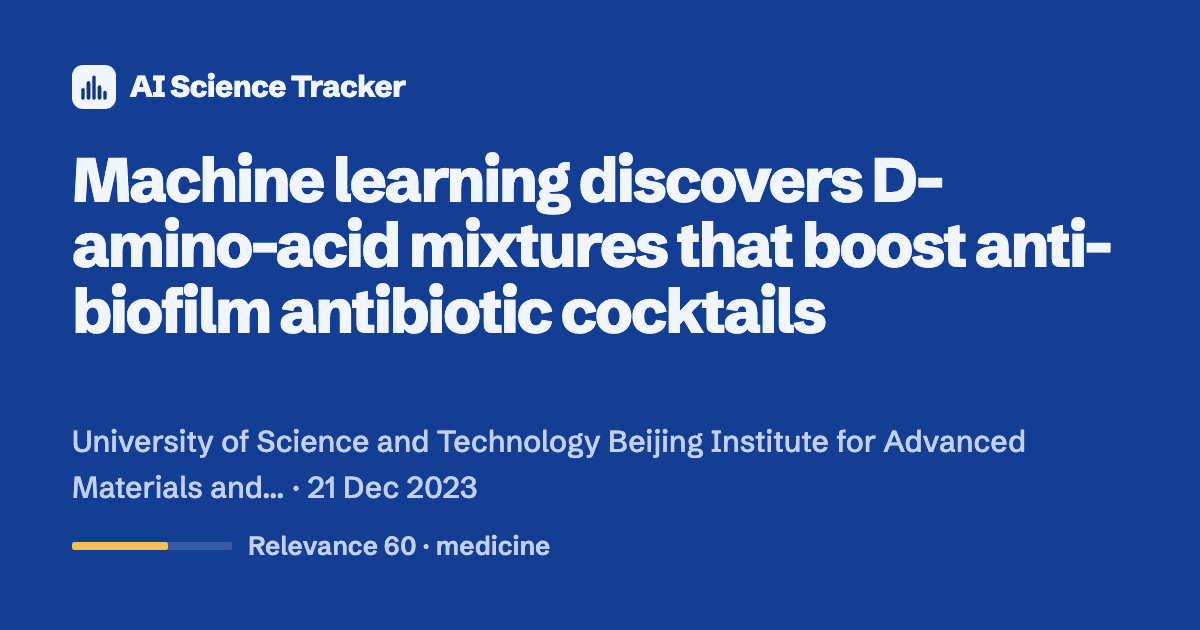 AI Science Tracker
Machine learning discovers D-
amino-acid mixtures that boost anti-
biofilm antibiotic cocktails
University of Science and Technology Beijing Institute for Advanced
Materials and... · 21 Dec 2023
Relevance 60 · medicine